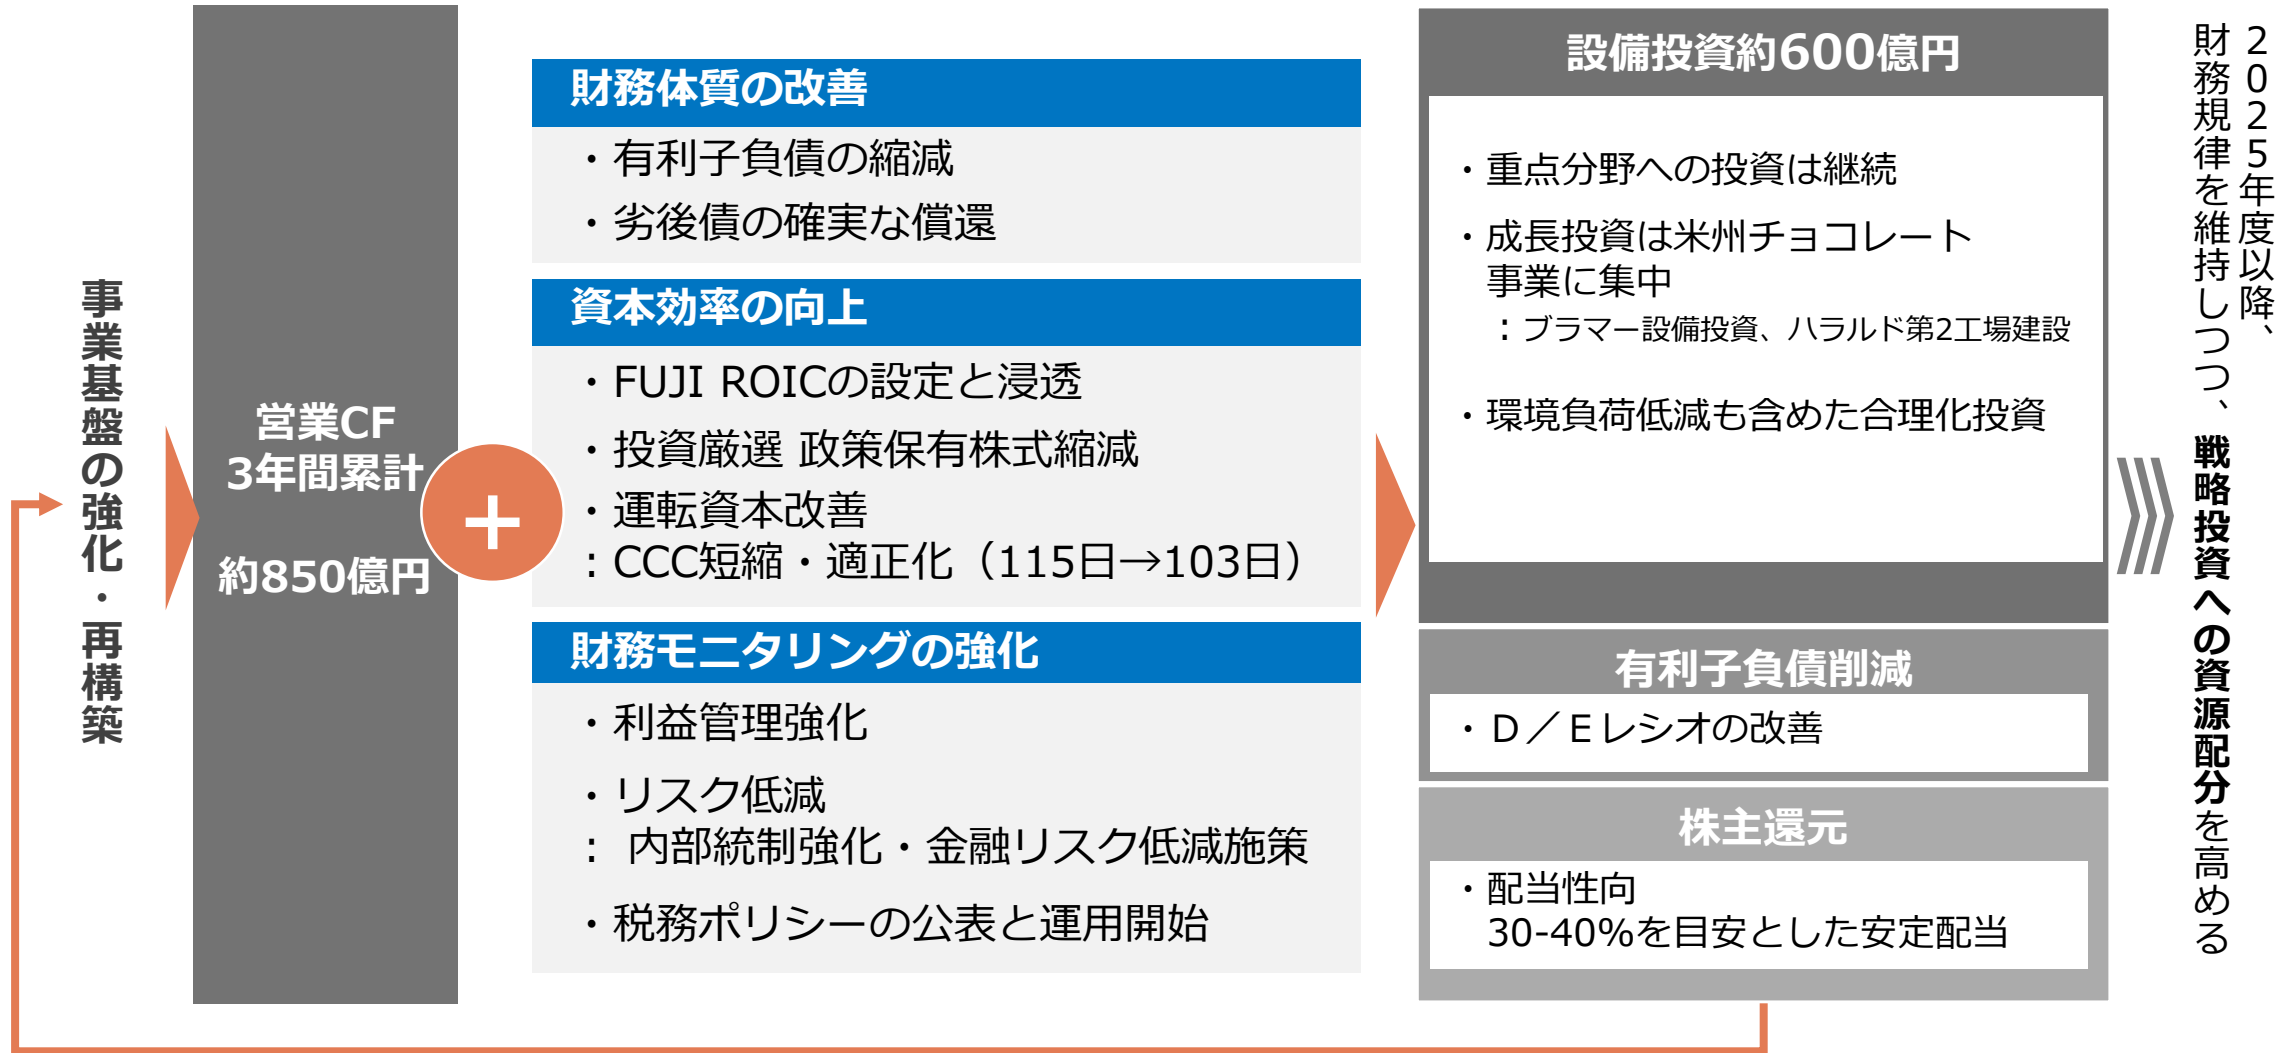 事業基盤の強化・再構築
営業CF
3年間累計
約850億円
+
財務体質の改善
・有利子負債の縮減
・劣後債の確実な償還
資本効率の向上
・FUJI ROICの設定と浸透
・投資厳選 政策保有株式縮減
・運転資本改善
：CCC短縮・適正化（115日→103日）
財務モニタリングの強化
・利益管理強化
・リスク低減
： 内部統制強化・金融リスク低減施策
・税務ポリシーの公表と運用開始
設備投資約600億円
・重点分野への投資は継続
・成長投資は米州チョコレート
事業に集中
：ブラマー設備投資、ハラルド第2工場建設
・環境負荷低減も含めた合理化投資
有利子負債削減
・Ｄ／Ｅレシオの改善
株主還元
・配当性向
30-40%を目安とした安定配当
２０２５年度以降、
財務規律を維持しつつ、戦略投資への資源配分を高める